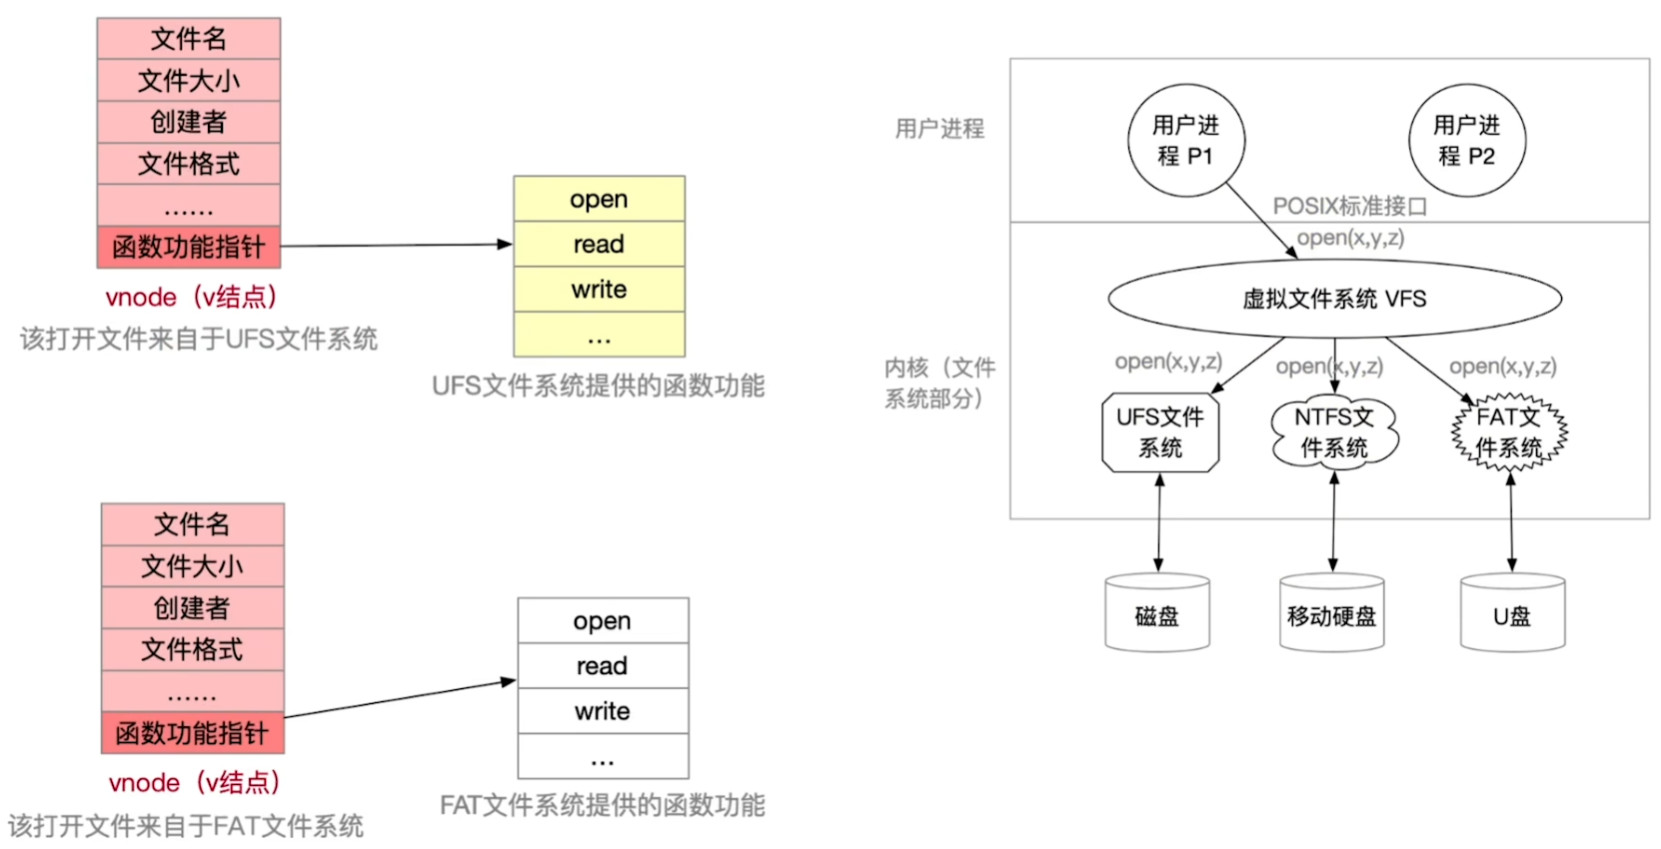 文件名
文件大小
创建者
文件格式
……
函数功能指针
vnode（v结点）
该打开文件来自于UFS文件系统
open
read
write
...
UFS文件系统提供的函数功能
文件名
文件大小
创建者
文件格式
……
函数功能指针
vnode（v结点）
该打开文件来自于FAT文件系统
open
read
write
...
FAT文件系统提供的函数功能
用户进程
用户进
程 P1
用户进
程 P2
POSIX标准接口
open(x,y,z)
虚拟文件系统 VFS
内核（文件
系统部分）
open(x,y,z)
open(x,y,z)
open(x,y,z)
UFS文件
系统
NTFS文
件系统
FAT文
件系统
磁盘
移动硬盘
U盘